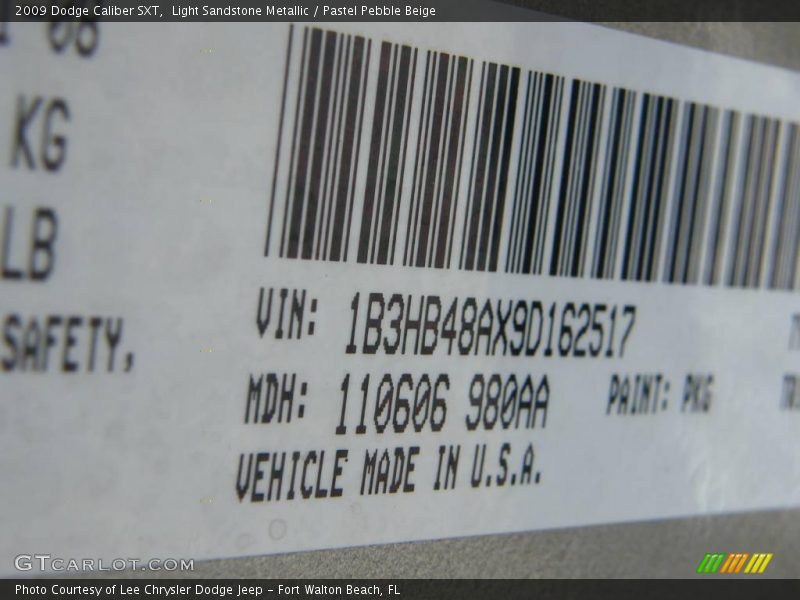 2009 Dodge Caliber SXT, Light Sandstone Metallic / Pastel Pebble Beige
KG
LB
SAFETY,
VIN: 1B3HB48AX9D162517
MDH: 110606 980AA PAINT: PKG
VEHICLE MADE IN U.S.A.
GTCARLOT.COM
Photo Courtesy of Lee Chrysler Dodge Jeep - Fort Walton Beach, FL